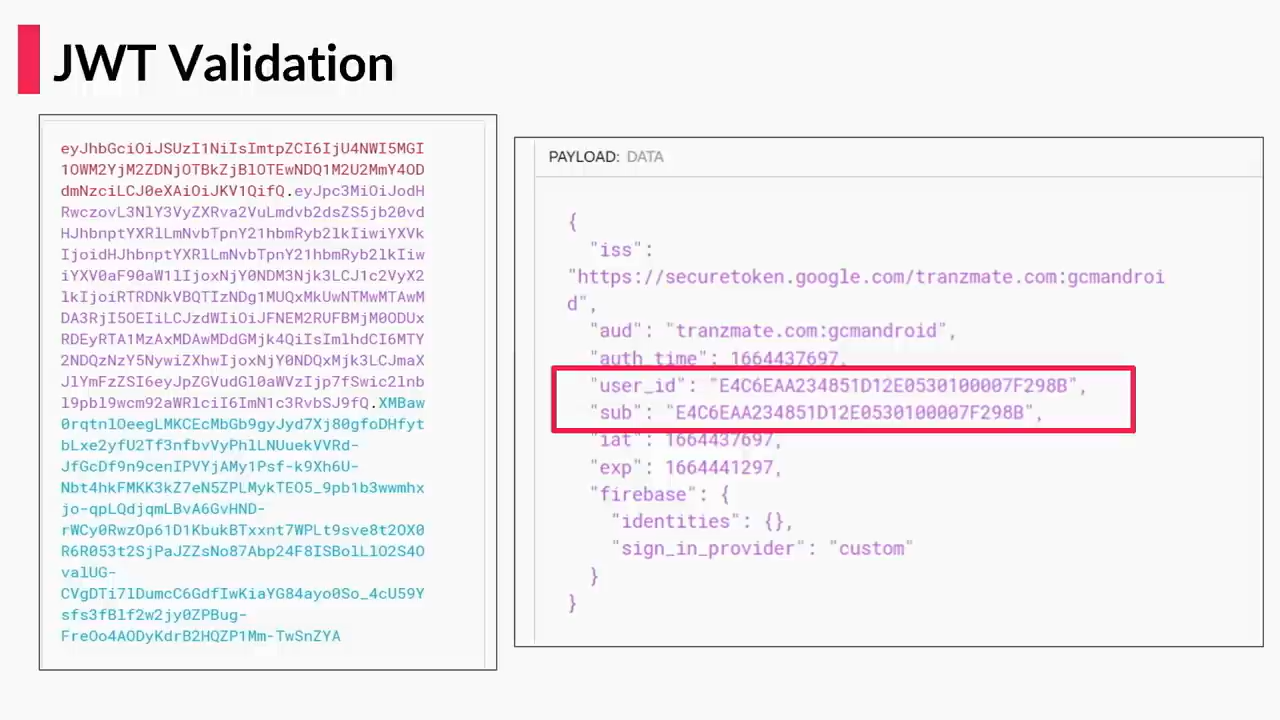 JWT Validation
eyJhbGciOiJSUzI1NiIsImtpZCI6IjU4NWI5MGI
1OWM2YjM2ZDNjOTBkZjBlOTEwNDQ1M2U2MmY4OD
dmNzciLCJ0eXAiOiJKV1QifQ.eyJpc3MiOiJodH
RwczovL3NlY3VyZXRva2VuLmdvb2dsZS5jb20vd
HJhbnptYXRlLmNvbTpnY21hbmRyb2lkIiwiYXVk
IjoidHJhbnptYXRlLmNvbTpnY21hbmRyb2lkIiw
iYXV0aF90aW1lIjoxNjY0NDM3Njk3LCJ1c2VyX2
lkIjoiRTRDNkVBQTIzNDg1MUQxMkUwNTMwMTAwM
DA3RjI5OEIiLCJzdWIiOiJFNEM2RUFBMjM0ODUx
RDEyRTA1MzAxMDAwMDdGMjk4QiIsImlhdCI6MTY
2NDQzNzY5NywiZXhwIjoxNjY0NDQxMjk3LCJmaX
JlYmFzZSI6eyJpZGVudGl0aWVzIjp7fSwic2lnb
l9pbl9wcm92aWRlciI6ImN1c3RvbSJ9fQ.XMBaw
0rqtnlOeegLMKCEcMbGb9gyJyd7Xj80gfoDHfyt
bLxe2yfU2Tf3nfbvVyPhlLNUuekVVRd-
JfGcDf9n9cenIPVYjAMy1Psf-k9Xh6U-
Nbt4hkFMKK3kZ7eN5ZPLMykTEO5_9pb1b3wwmhx
jo-qpLQdjqmLBvA6GvHND-
rWCy0RwzOp61D1KbukBTxxnt7WPLt9sve8t2OX0
R6R053t2SjPaJZZsNo87Abp24F8ISBolLlO2S4O
valUG-
CVgDTi7lDumcC6GdfIwKiaYG84ayo0So_4cU59Y
sfs3fBlf2w2jy0ZPBug-
FreOo4AODyKdrB2HQZP1Mm-TwSnZYA
PAYLOAD: DATA
{
"iss":
"https://securetoken.google.com/tranzmate.com:gcmandroi
d",
"aud": "tranzmate.com:gcmandroid",
"auth_time": 1664437697,
"user_id": "E4C6EAA234851D12E0530100007F298B",
"sub": "E4C6EAA234851D12E0530100007F298B",
"iat": 1664437697,
"exp": 1664441297,
"firebase": {
"identities": {},
"sign_in_provider": "custom"
}
}